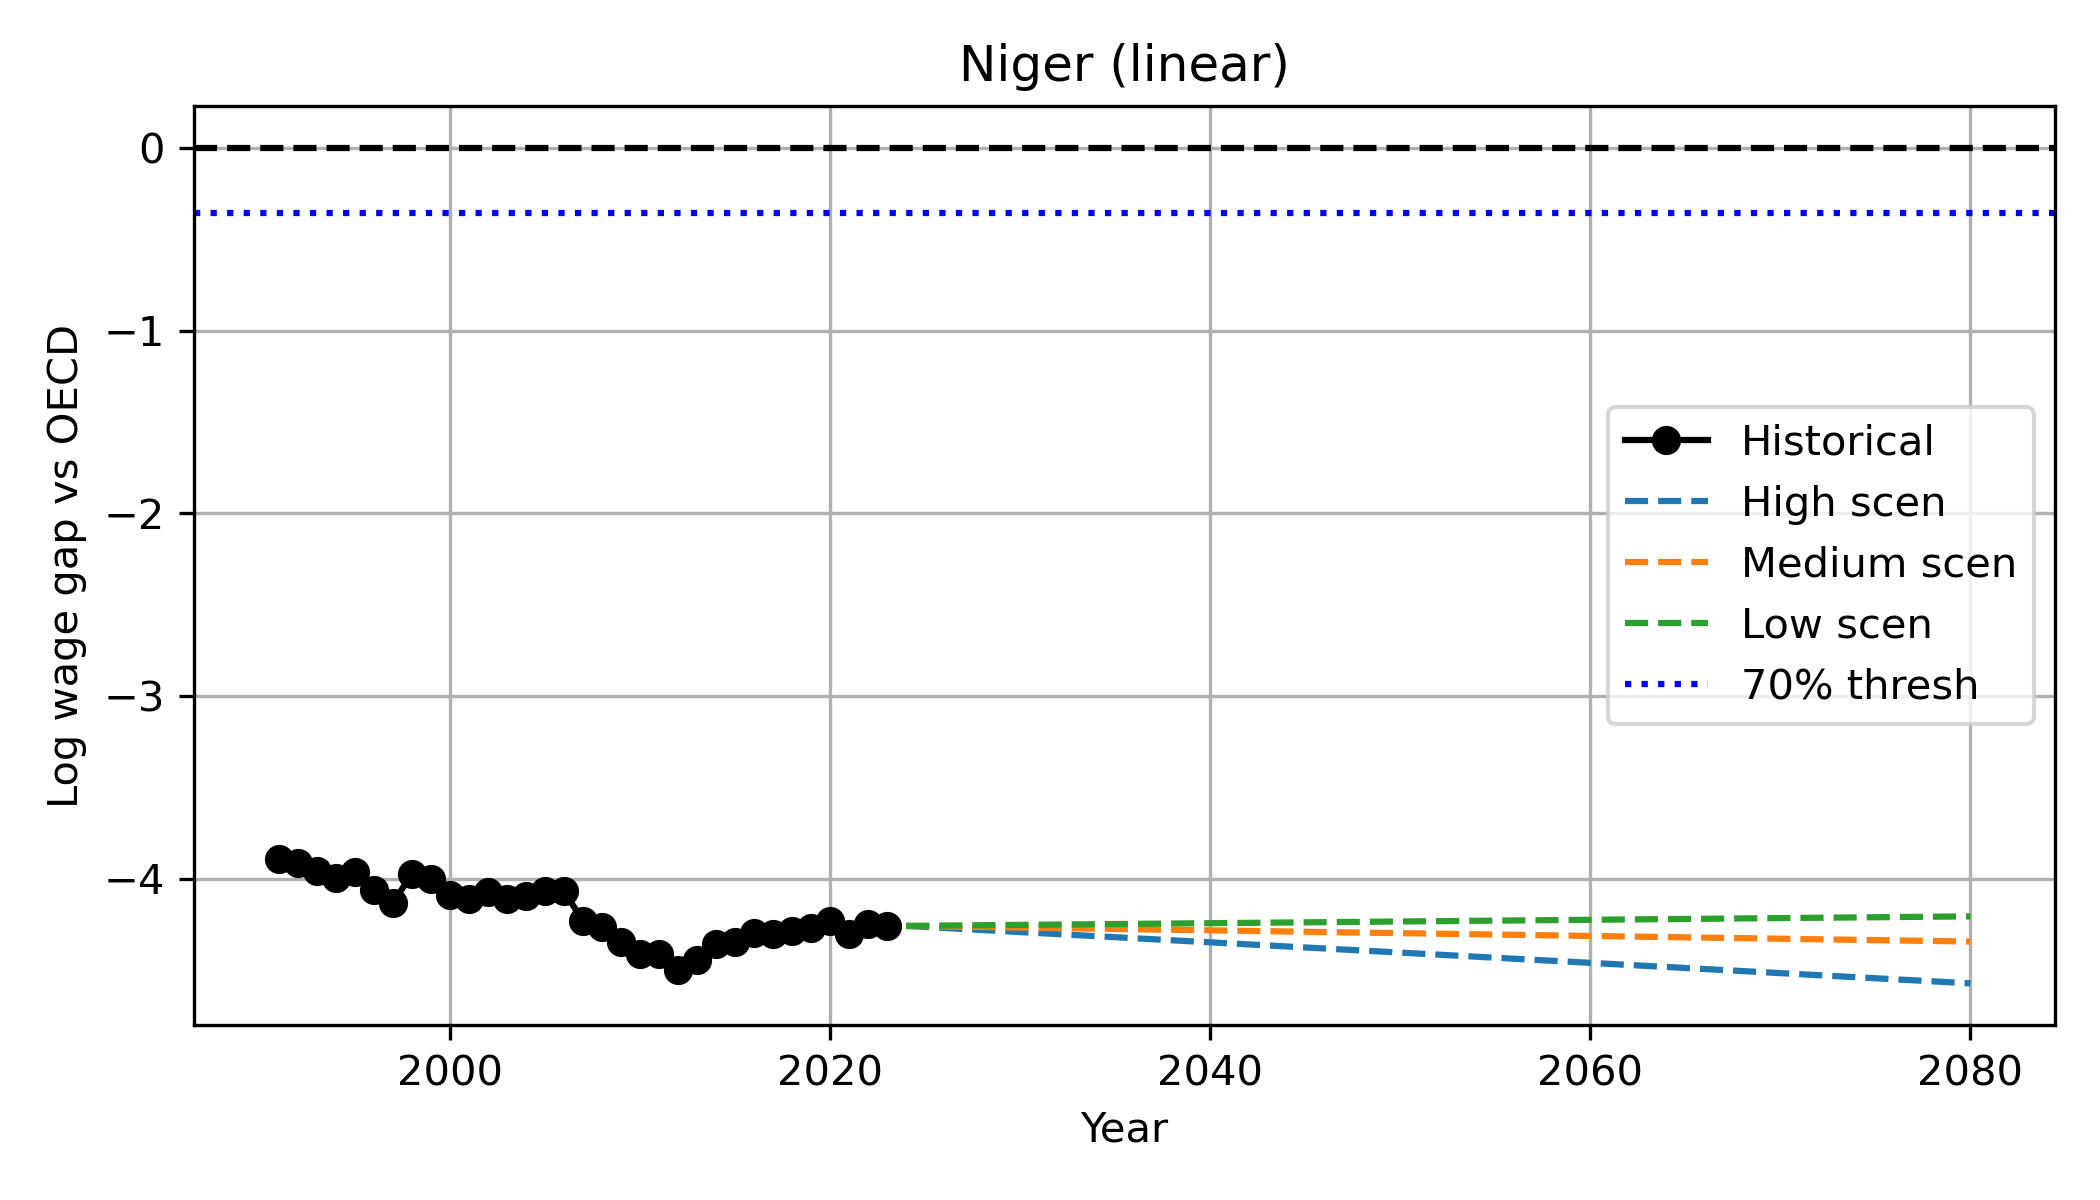 Niger (linear)
0
−1
−2
−3
−4
Log wage gap vs OECD
Historical
High scen
Medium scen
Low scen
70% thresh
2000 2020 2040 2060 2080
Year